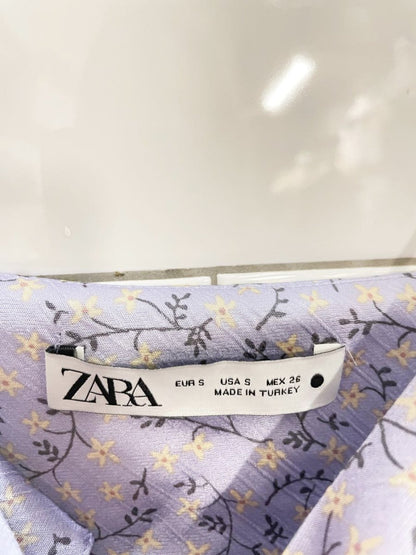 ZARA
EUR S USA S MEX 26
MADE IN TURKEY